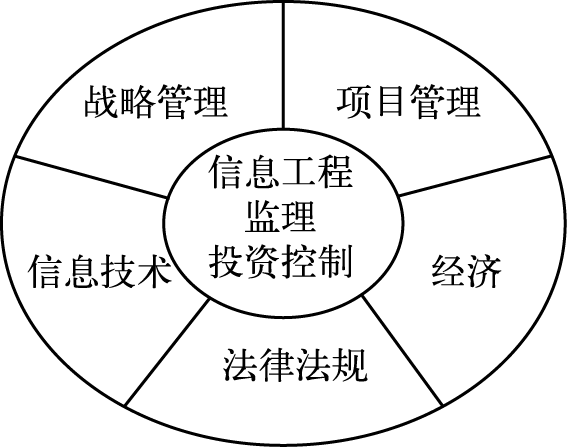 战略管理
项目管理
信息工程
监理
投资控制
信息技术
经济
法律法规